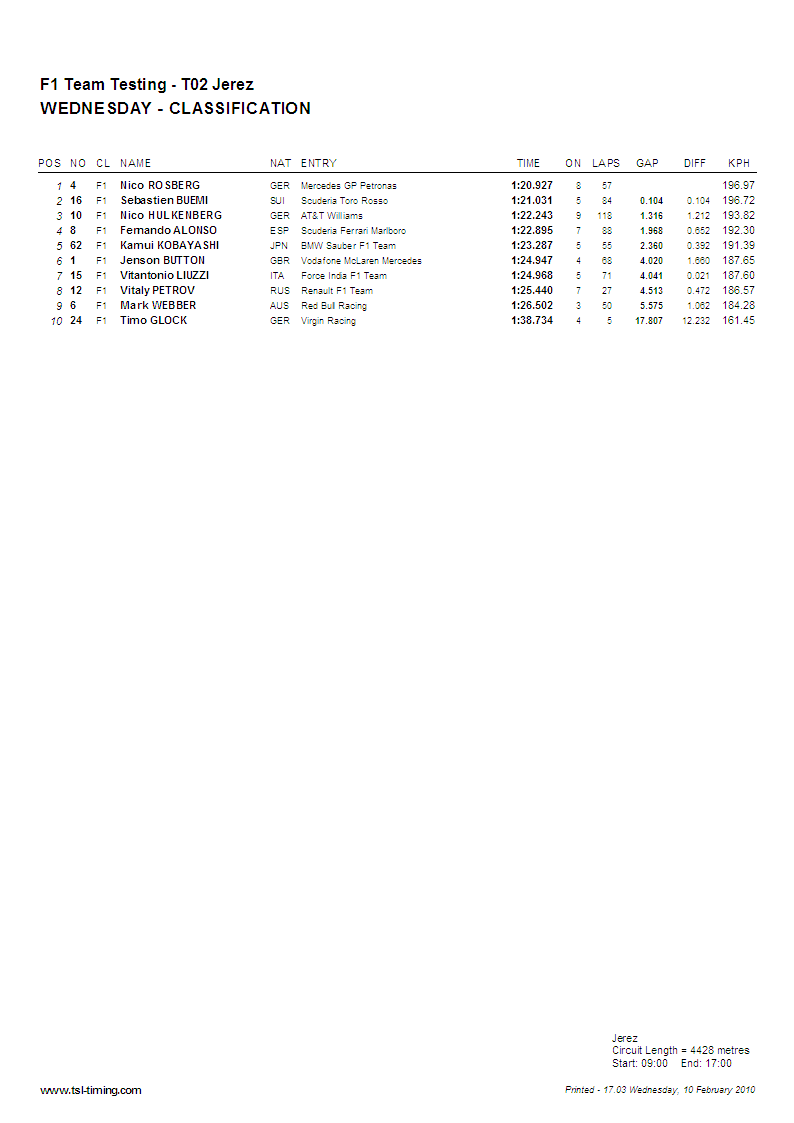 F1 Team Testing - T02 Jerez
WEDNESDAY - CLASSIFICATION
POS NO CL NAME NAT ENTRY TIME ON LAPS GAP DIFF KPH
1 4 F1 Nico ROSBERG GER Mercedes GP Petronas 1:20.927 8 57 196.97
2 16 F1 Sebastien BUEMI SUI Scuderia Toro Rosso 1:21.031 5 84 0.104 0.104 196.72
3 10 F1 Nico HULKENBERG GER AT&T Williams 1:22.243 9 118 1.316 1.212 193.82
4 8 F1 Fernando ALONSO ESP Scuderia Ferrari Marlboro 1:22.895 7 88 1.968 0.652 192.30
5 62 F1 Kamui KOBAYASHI JPN BMW Sauber F1 Team 1:23.287 5 55 2.360 0.392 191.39
6 1 F1 Jenson BUTTON GBR Vodafone McLaren Mercedes 1:24.947 4 68 4.020 1.660 187.65
7 15 F1 Vitantonio LIUZZI ITA Force India F1 Team 1:24.968 5 71 4.041 0.021 187.60
8 12 F1 Vitaly PETROV RUS Renault F1 Team 1:25.440 7 27 4.513 0.472 186.57
9 6 F1 Mark WEBBER AUS Red Bull Racing 1:26.502 3 50 5.575 1.062 184.28
10 24 F1 Timo GLOCK GER Virgin Racing 1:38.734 4 5 17.807 12.232 161.45
Jerez
Circuit Length = 4428 metres
Start: 09:00 End: 17:00
www.tsl-timing.com Printed - 17.03 Wednesday, 10 February 2010